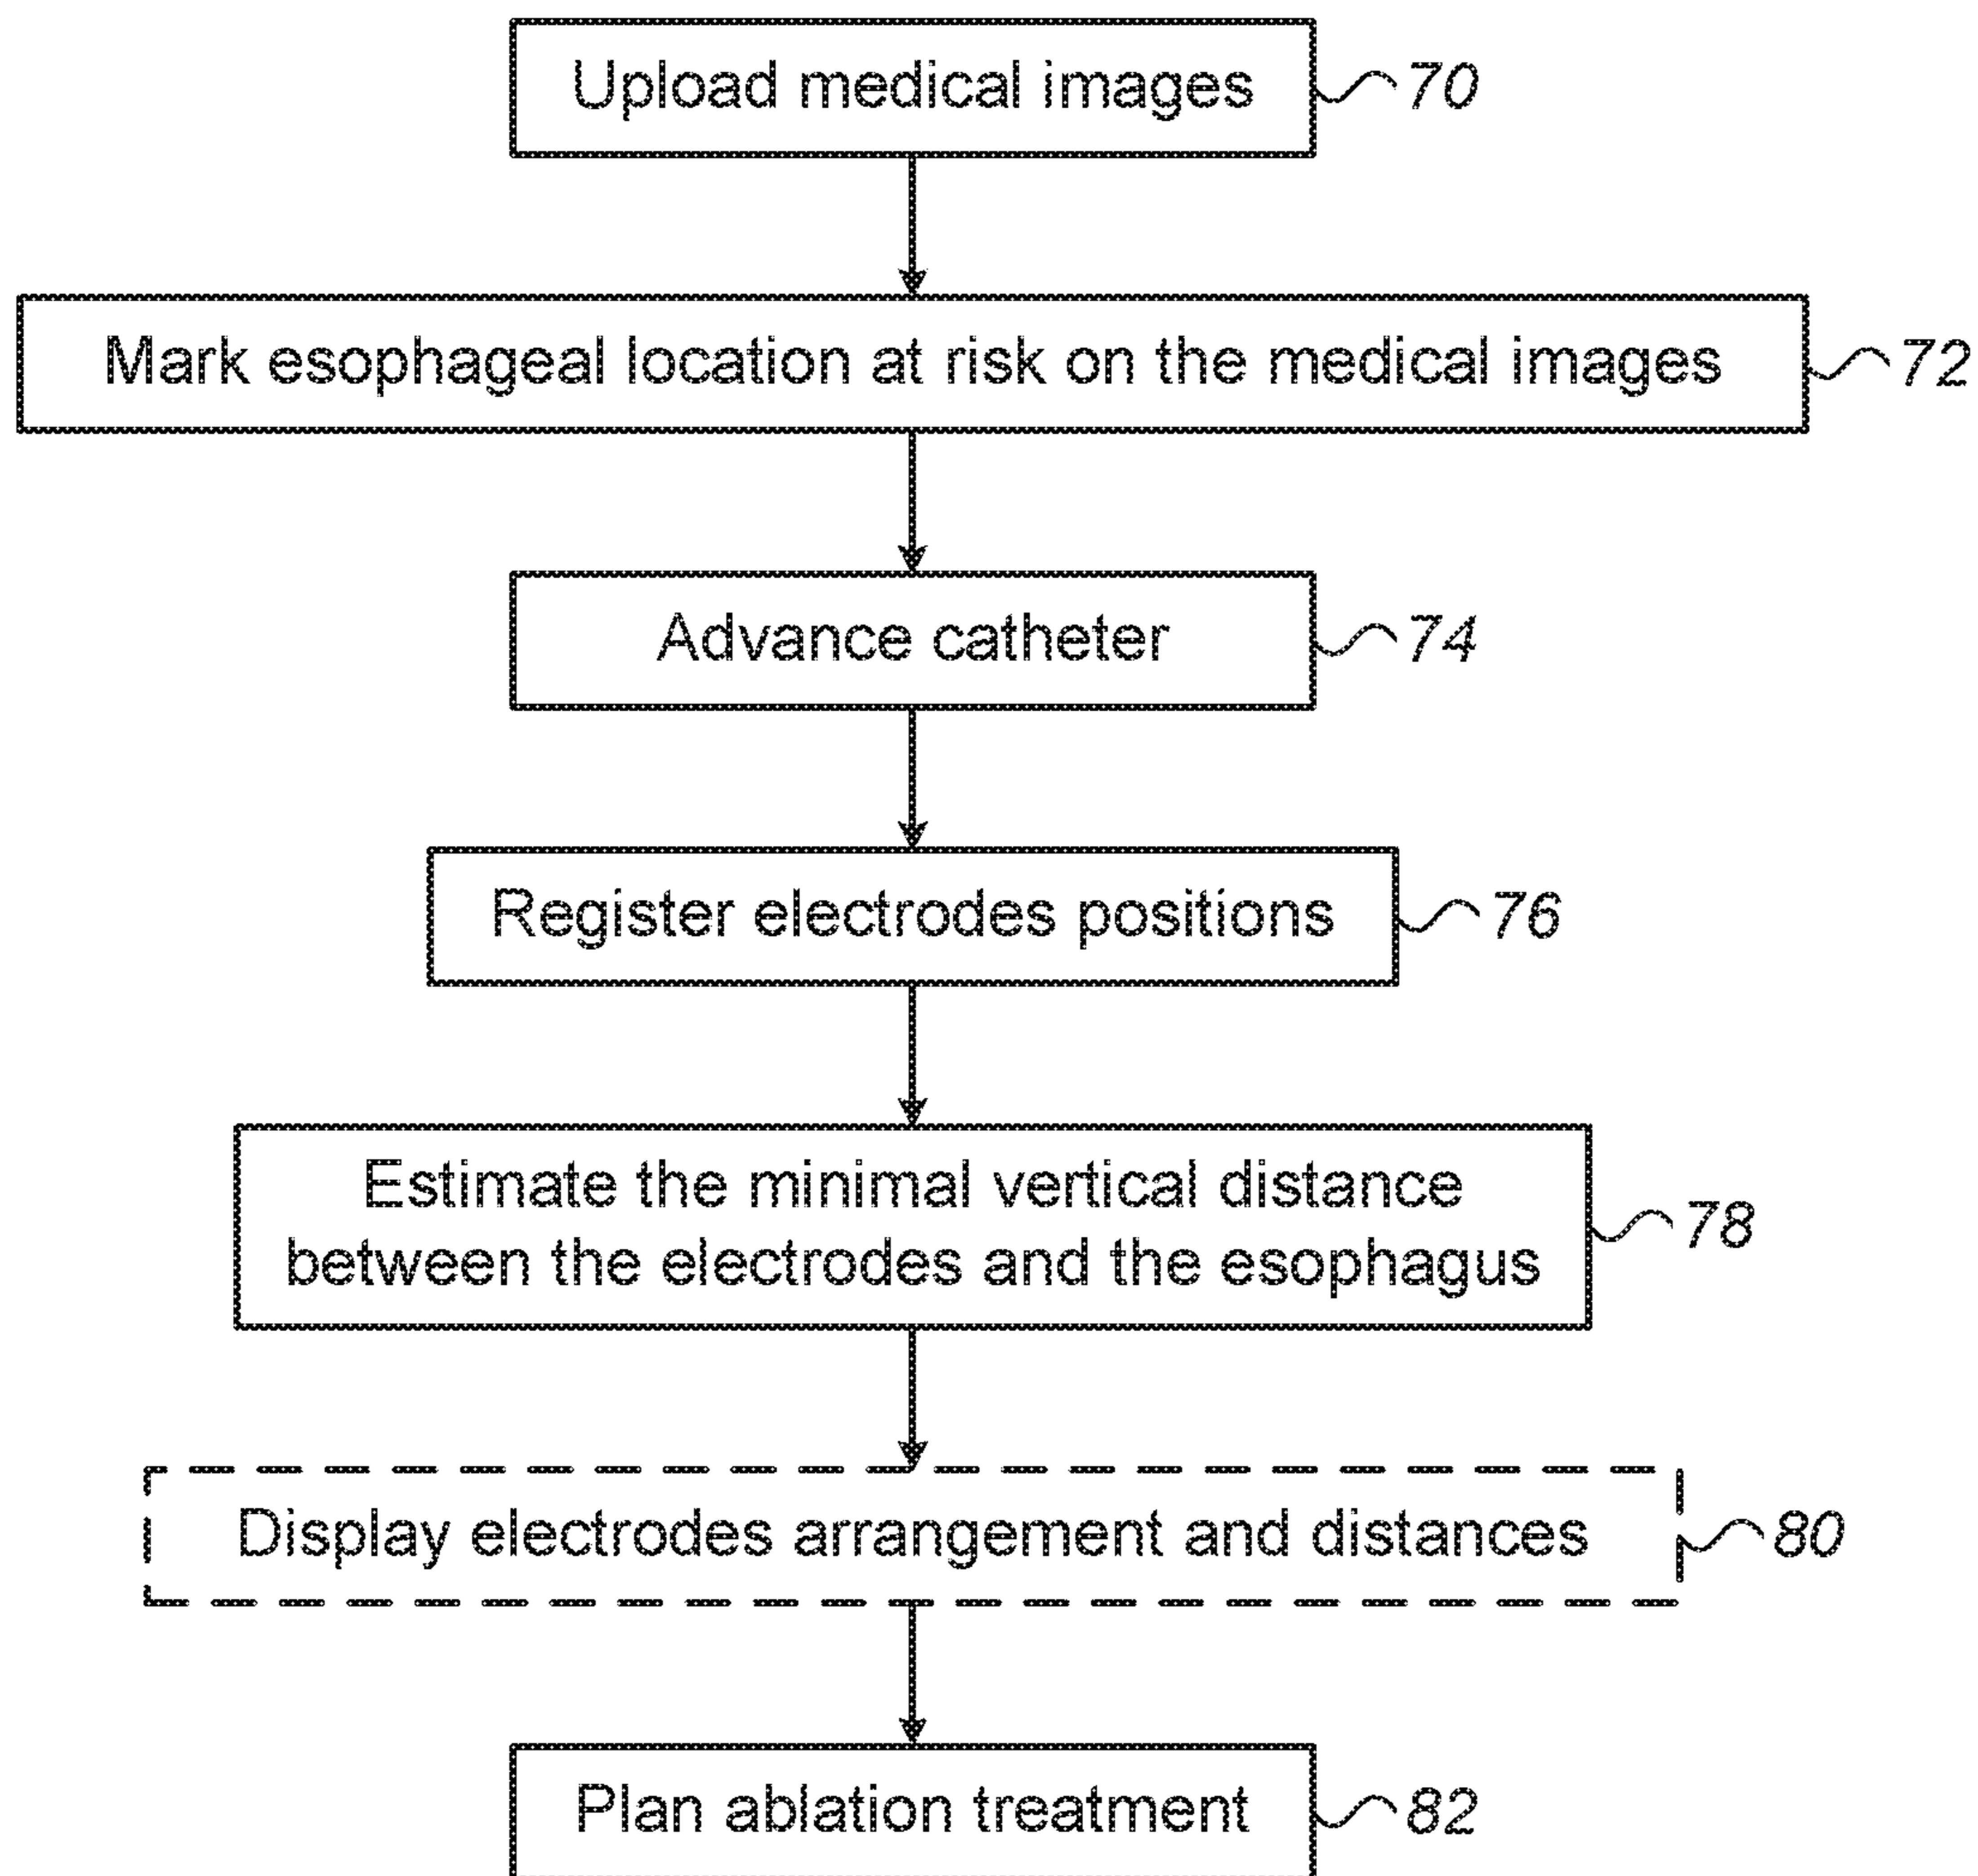 Upload medical images 70
Mark esophageal location at risk on the medical images 72
Advance catheter 74
Register electrodes positions 76
Estimate the minimal vertical distance
between the electrodes and the esophagus 78
Display electrodes arrangement and distances 80
Plan ablation treatment 82